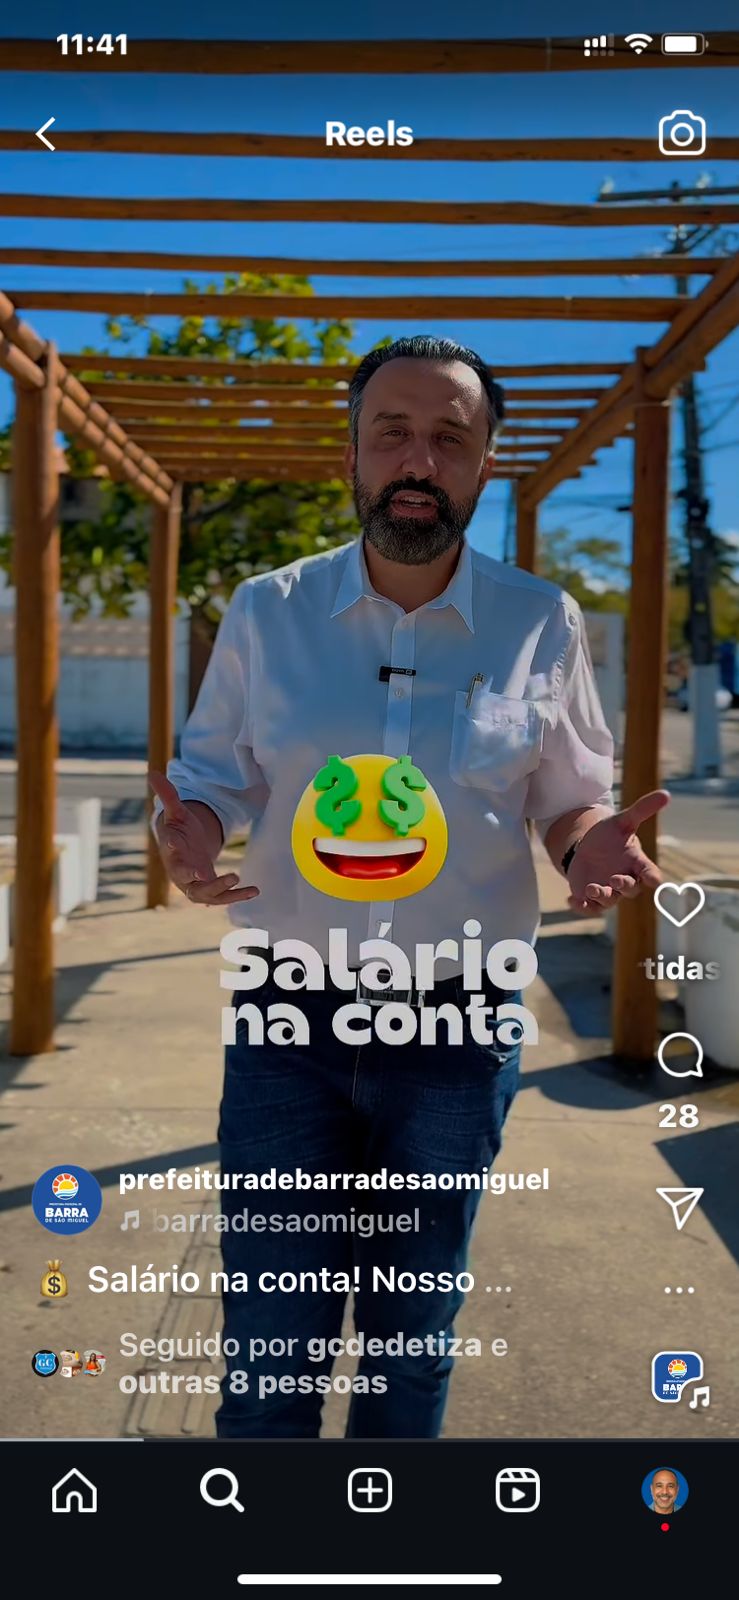 11:41
Reels
Salário
na conta
tidas
28
prefeituradebarradesaomiguel
barradesaomiguel
Salário na conta! Nosso ...
Seguido por gcdedetiza e
outras 8 pessoas
BARRA
DE SÃO MIGUEL
GC